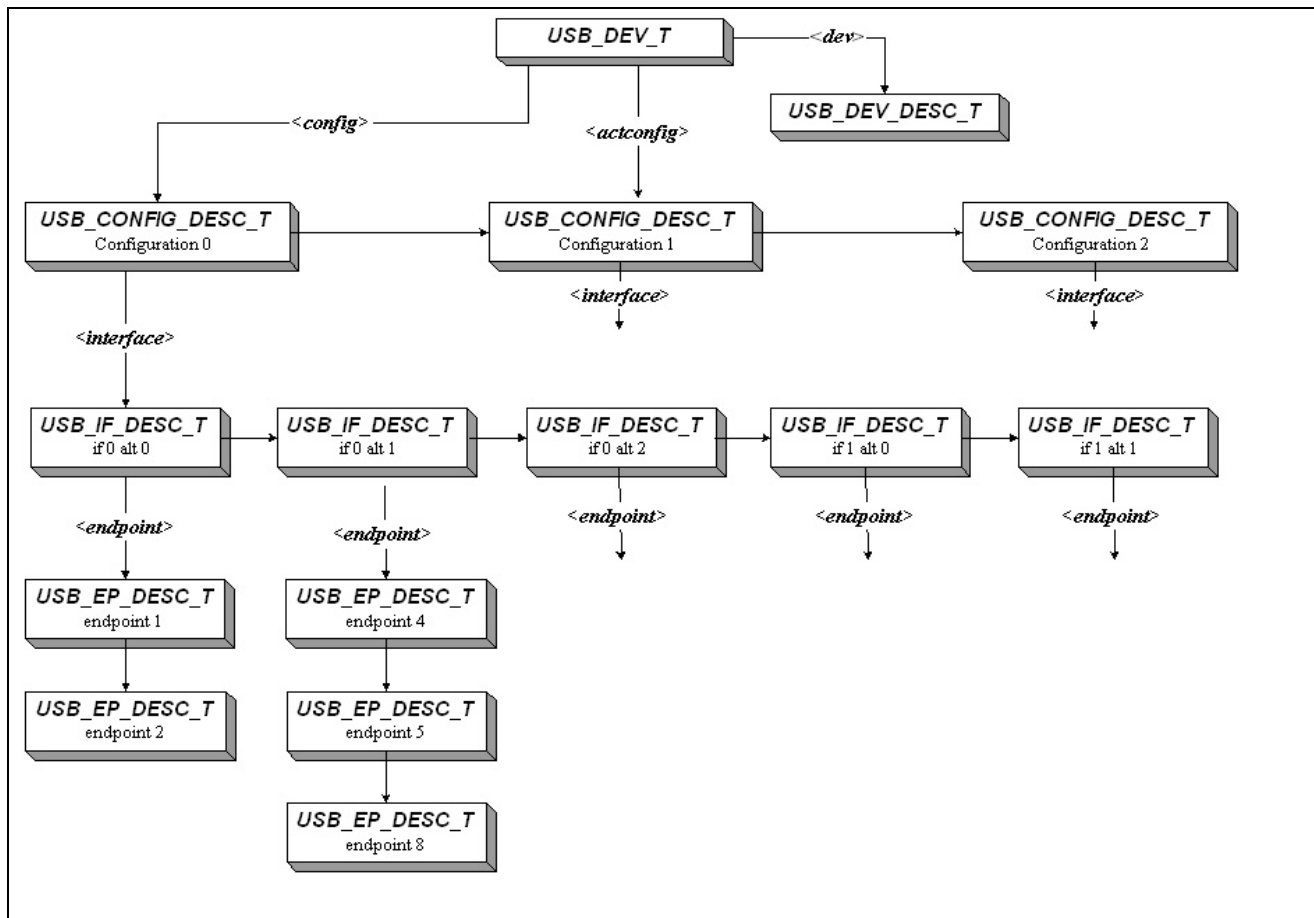 USB_DEV_T
<dev>
USB_DEV_DESC_T
<config>
<actconfig>
USB_CONFIG_DESC_T
Configuration 0
USB_CONFIG_DESC_T
Configuration 1
USB_CONFIG_DESC_T
Configuration 2
<interface>
<interface>
<interface>
USB_IF_DESC_T
if 0 alt 0
USB_IF_DESC_T
if 0 alt 1
USB_IF_DESC_T
if 0 alt 2
USB_IF_DESC_T
if 1 alt 0
USB_IF_DESC_T
if 1 alt 1
<endpoint>
<endpoint>
<endpoint>
<endpoint>
<endpoint>
USB_EP_DESC_T
endpoint 1
USB_EP_DESC_T
endpoint 4
USB_EP_DESC_T
endpoint 2
USB_EP_DESC_T
endpoint 5
USB_EP_DESC_T
endpoint 8